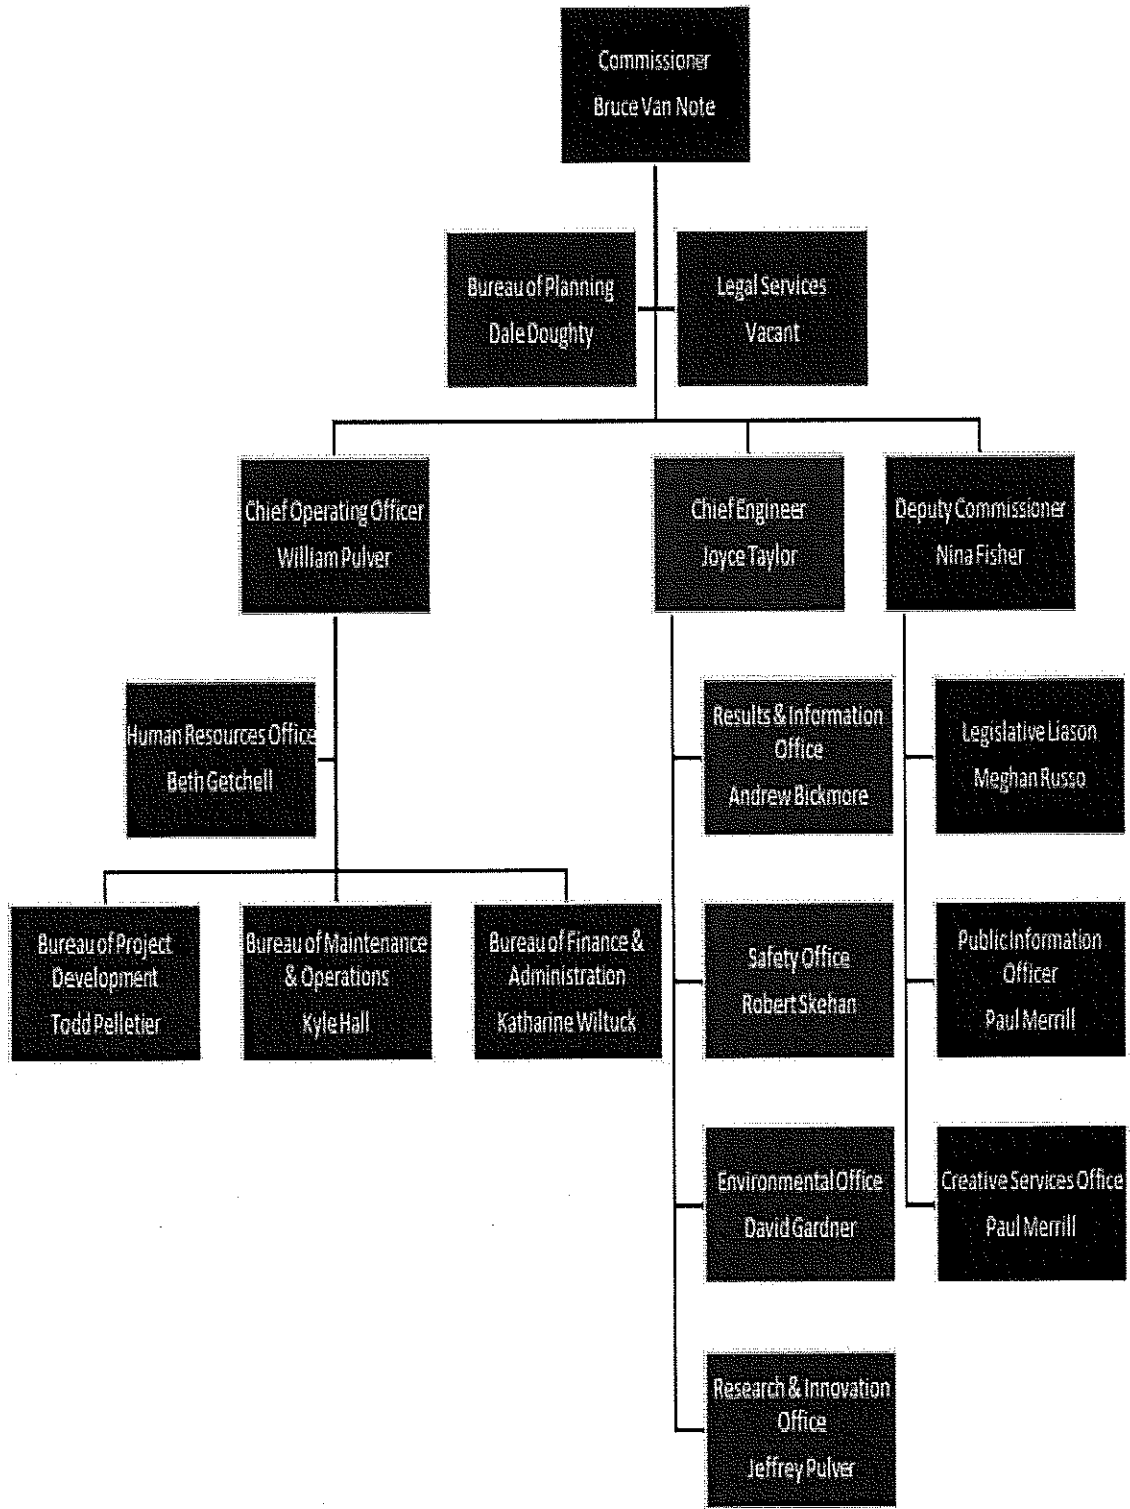 Commissioner
Bruce Van Note
Bureau of Planning
Dale Doughty
Legal Services
Vacant
Chief Operating Officer
William Pulver
Chief Engineer
Joyce Taylor
Deputy Commissioner
Nina Fisher
Human Resources Office
Beth Getchell
Bureau of Project
Development
Todd Pelletier
Bureau of Maintenance
& Operations
Kyle Hall
Bureau of Finance &
Administration
Katharine Wiltuck
Results & Information
Office
Andrew Bickmore
Safety Office
Robert Skehan
Environmental Office
David Gardner
Research & Innovation
Office
Jeffrey Pulver
Legislative Liason
Meghan Russo
Public Information
Officer
Paul Merrill
Creative Services Office
Paul Merrill